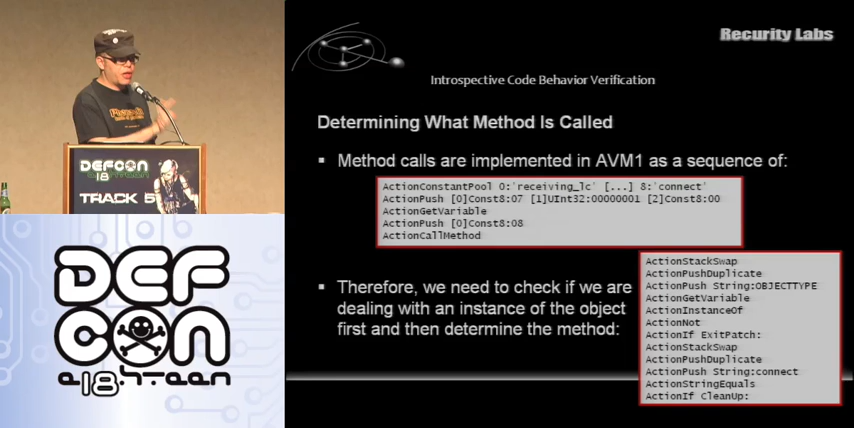 Recurity Labs
Introspective Code Behavior Verification
Determining What Method Is Called
Method calls are implemented in AVM1 as a sequence of:
ActionConstantPool 0:'receiving_lc' [...] 8:'connect'
ActionPush [0]Const8:07 [1]UInt32:00000001 [2]Const8:00
ActionGetVariable
ActionPush [0]Const8:08
ActionCallMethod
Therefore, we need to check if we are
dealing with an instance of the object
first and then determine the method:
ActionStackSwap
ActionPushDuplicate
ActionPush String:OBJECTTYPE
ActionGetVariable
ActionInstanceOf
ActionNot
ActionIf ExitPatch:
ActionStackSwap
ActionPushDuplicate
ActionPush String:connect
ActionStringEquals
ActionIf CleanUp:
DEFCON
18
TRACK 5
DEF
CON
e.18.h.teen